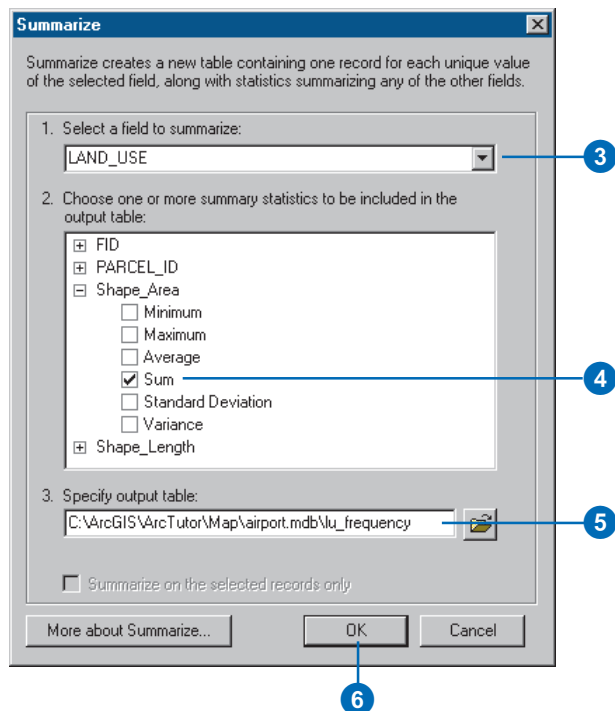 Summarize
Summarize creates a new table containing one record for each unique value
of the selected field, along with statistics summarizing any of the other fields.
1. Select a field to summarize:
LAND_USE
3
2. Choose one or more summary statistics to be included in the
output table:
FID
PARCEL_ID
Shape_Area
Minimum
Maximum
Average
Sum
4
Standard Deviation
Variance
Shape_Length
3. Specify output table:
C:\ArcGIS\ArcTutor\Map\airport.mdb\lu_frequency
5
Summarize on the selected records only
More about Summarize...
OK
Cancel
6